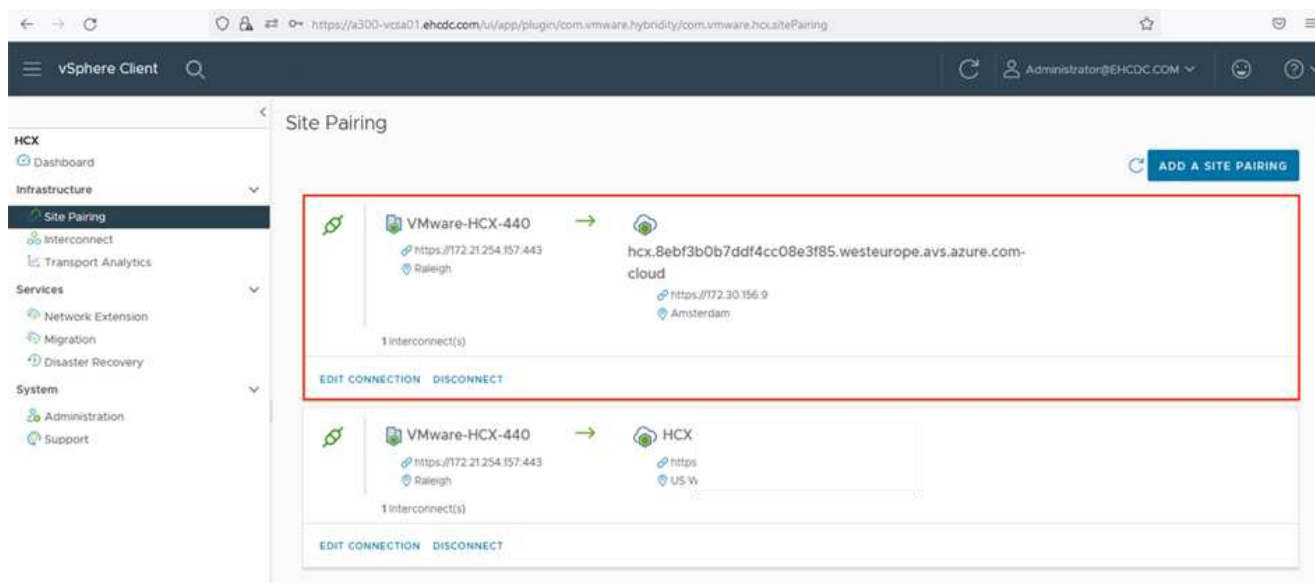 https://a300-vcsa01.ehcdc.com/ui/app/plugin/com.vmware.hybridity/com.vmware.hcx.sitePairing
vSphere Client
Administrator@EHCDC.COM
HCX
Dashboard
Infrastructure
Site Pairing
Interconnect
Transport Analytics
Services
Network Extension
Migration
Disaster Recovery
System
Administration
Support
Site Pairing
ADD A SITE PAIRING
VMware-HCX-440
https://172.21.254.157:443
Raleigh
hcx.8ebf3b0b7ddf4cc08e3f85.westeurope.avs.azure.com-
cloud
https://172.30.156.9
Amsterdam
1 Interconnect(s)
EDIT CONNECTION DISCONNECT
VMware-HCX-440
https://172.21.254.157:443
Raleigh
HCX
https
US W
1 Interconnect(s)
EDIT CONNECTION DISCONNECT